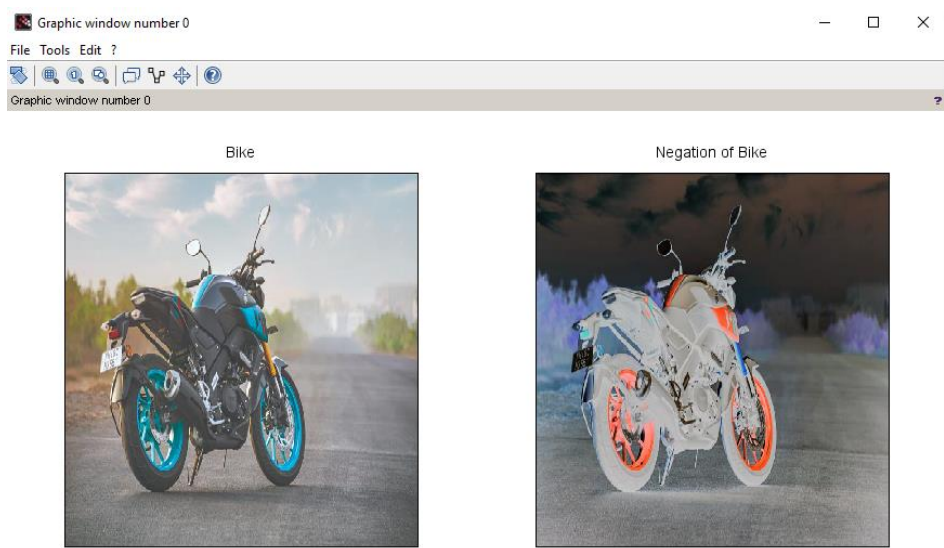 Graphic window number 0
File Tools Edit ?
Graphic window number 0
?
Bike
Negation of Bike